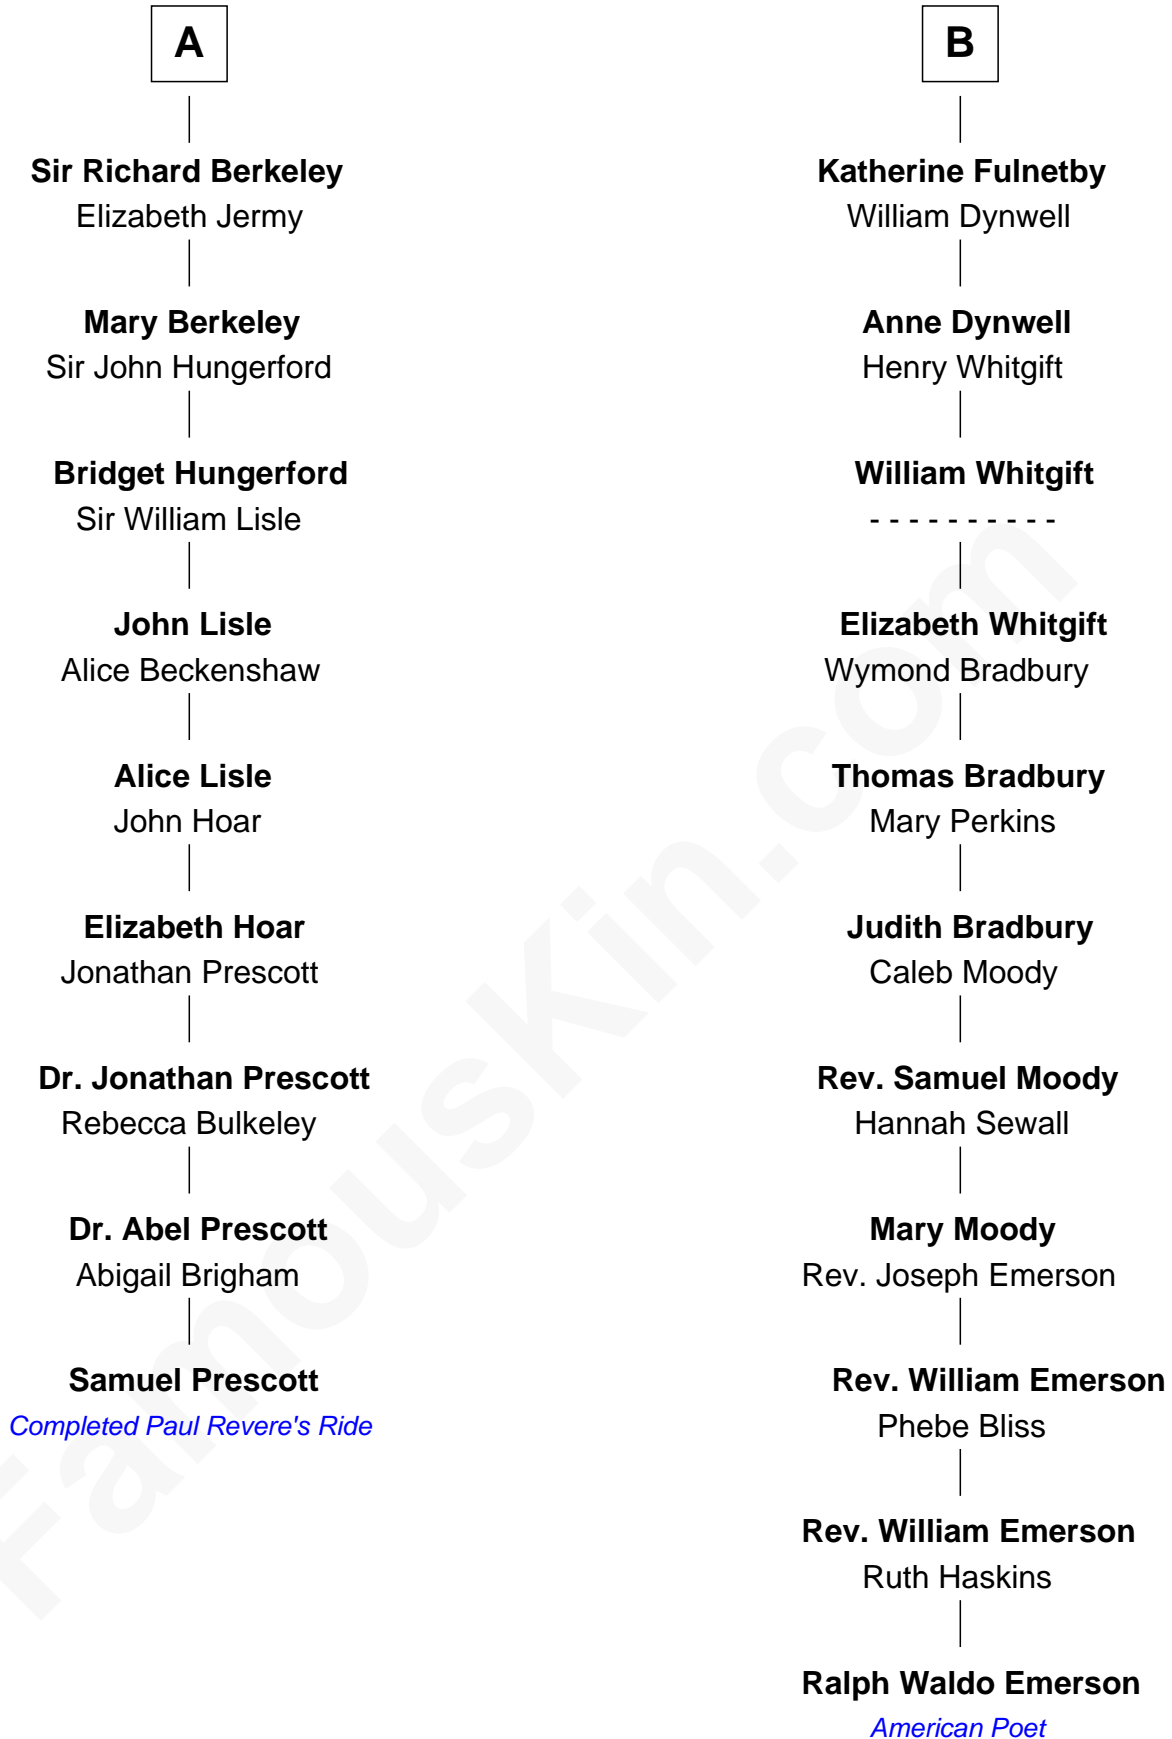 A
Sir Richard Berkeley
Elizabeth Jermy
Mary Berkeley
Sir John Hungerford
Bridget Hungerford
Sir William Lisle
John Lisle
Alice Beckenshaw
Alice Lisle
John Hoar
Elizabeth Hoar
Jonathan Prescott
Dr. Jonathan Prescott
Rebecca Bulkeley
Dr. Abel Prescott
Abigail Brigham
Samuel Prescott
Completed Paul Revere's Ride
B
Katherine Fulnetby
William Dynwell
Anne Dynwell
Henry Whitgift
William Whitgift
- - - - - - - - - -
Elizabeth Whitgift
Wymond Bradbury
Thomas Bradbury
Mary Perkins
Judith Bradbury
Caleb Moody
Rev. Samuel Moody
Hannah Sewall
Mary Moody
Rev. Joseph Emerson
Rev. William Emerson
Phebe Bliss
Rev. William Emerson
Ruth Haskins
Ralph Waldo Emerson
American Poet
FamousKin.com